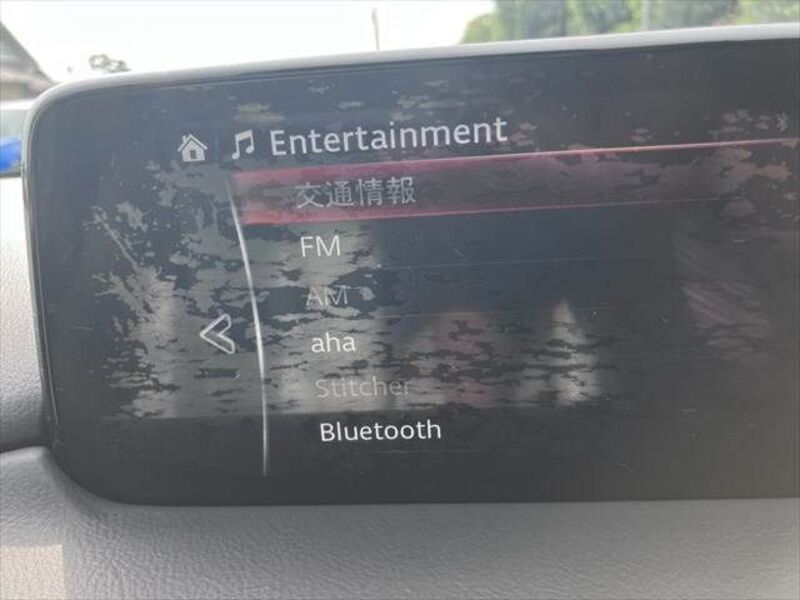 Entertainment
交通情報
FM
AM
aha
Stitcher
Bluetooth